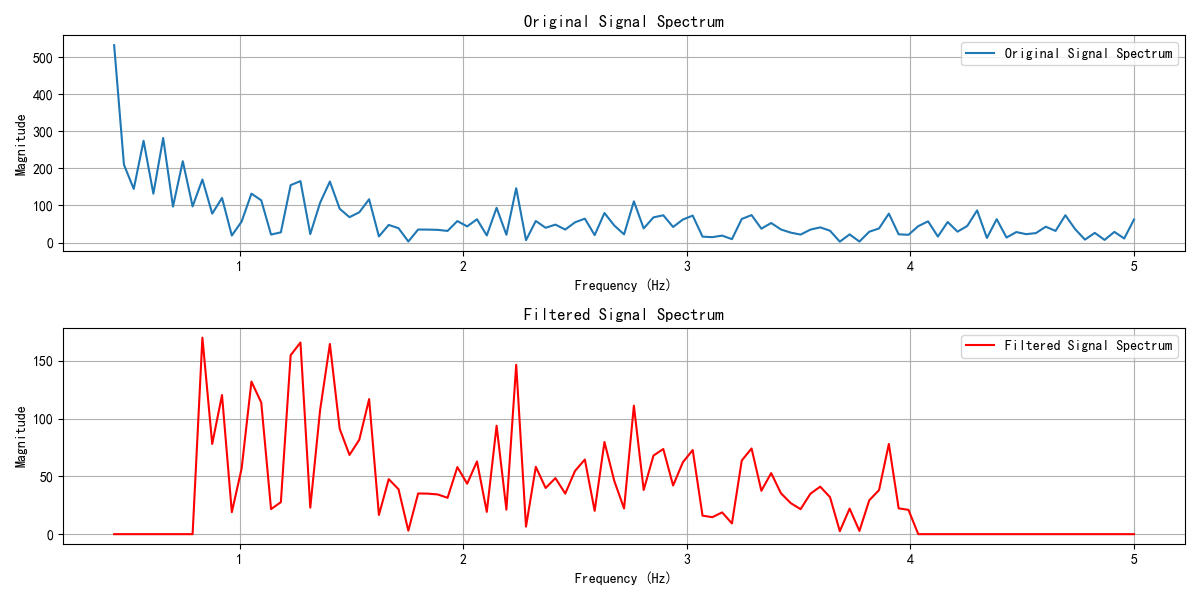 Original Signal Spectrum
Original Signal Spectrum
Magnitude
500
400
300
200
100
0
1 2 3 4 5
Frequency (Hz)
Filtered Signal Spectrum
Filtered Signal Spectrum
Magnitude
150
100
50
0
1 2 3 4 5
Frequency (Hz)